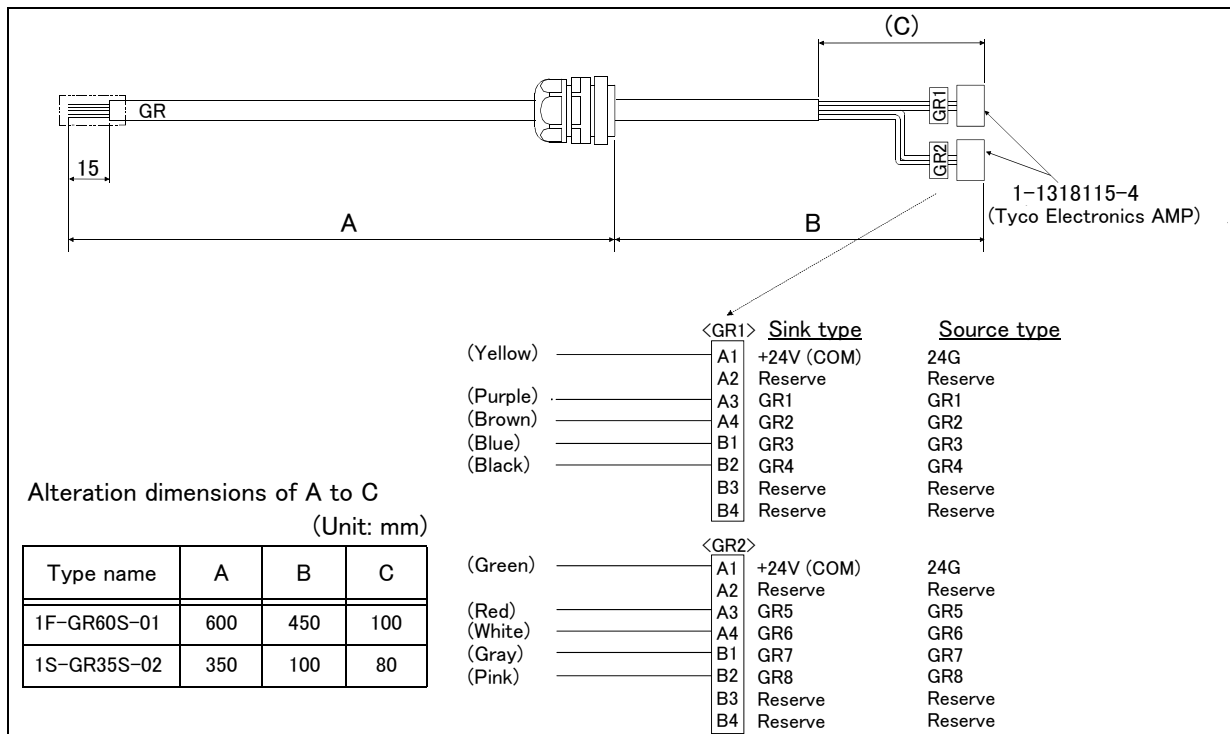 (C)
GR
GR1
GR2
15
1-1318115-4
(Tyco Electronics AMP)
A
B
<GR1> Sink type Source type
(Yellow) A1 +24V (COM) 24G
A2 Reserve Reserve
(Purple) A3 GR1 GR1
(Brown) A4 GR2 GR2
(Blue) B1 GR3 GR3
(Black) B2 GR4 GR4
B3 Reserve Reserve
B4 Reserve Reserve
<GR2>
(Green) A1 +24V (COM) 24G
A2 Reserve Reserve
(Red) A3 GR5 GR5
(White) A4 GR6 GR6
(Gray) B1 GR7 GR7
(Pink) B2 GR8 GR8
B3 Reserve Reserve
B4 Reserve Reserve
Alteration dimensions of A to C
(Unit: mm)
Type name A B C
1F-GR60S-01 600 450 100
1S-GR35S-02 350 100 80